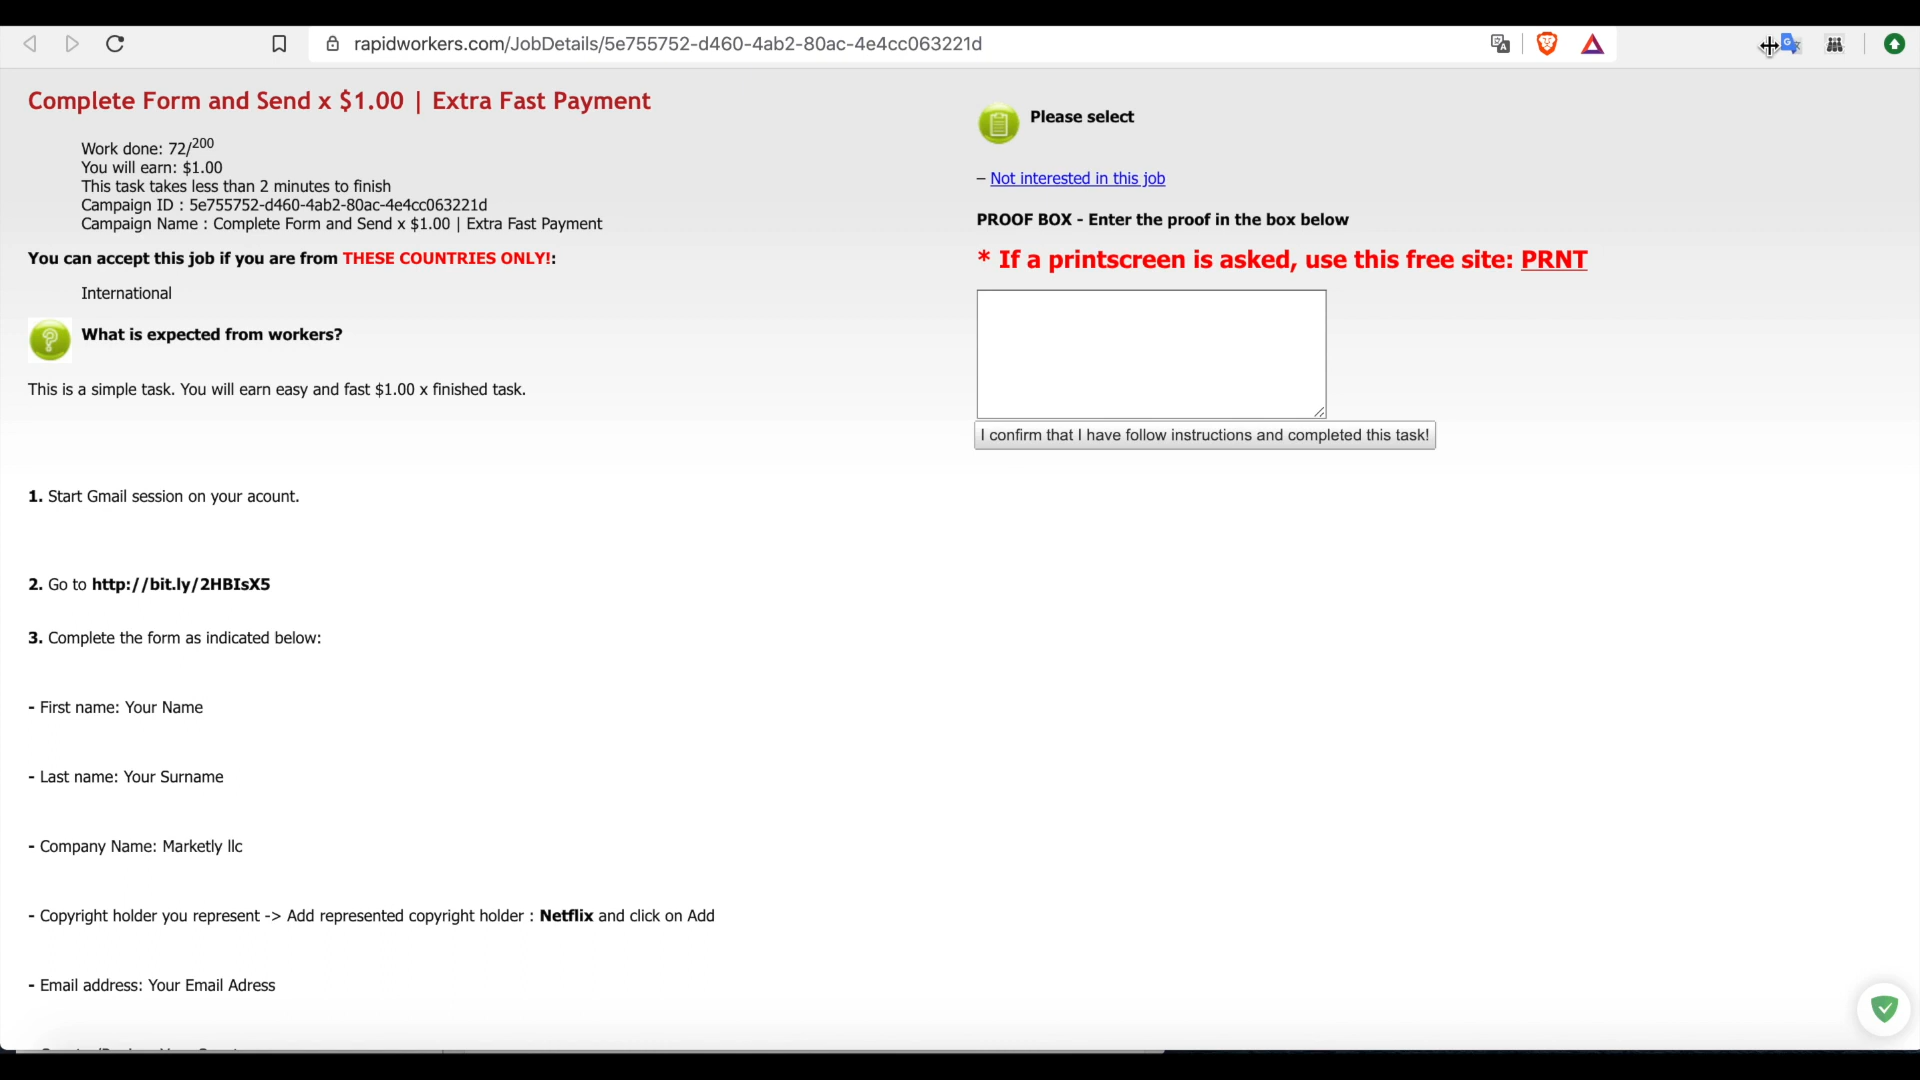 rapidworkers.com/JobDetails/5e755752-d460-4ab2-80ac-4e4cc063221d
Complete Form and Send x $1.00 | Extra Fast Payment
Work done: 72/200
You will earn: $1.00
This task takes less than 2 minutes to finish
Campaign ID : 5e755752-d460-4ab2-80ac-4e4cc063221d
Campaign Name : Complete Form and Send x $1.00 | Extra Fast Payment
You can accept this job if you are from THESE COUNTRIES ONLY!:
International
What is expected from workers?
This is a simple task. You will earn easy and fast $1.00 x finished task.
1. Start Gmail session on your acount.
2. Go to http://bit.ly/2HBIsX5
3. Complete the form as indicated below:
- First name: Your Name
- Last name: Your Surname
- Company Name: Marketly llc
- Copyright holder you represent -> Add represented copyright holder : Netflix and click on Add
- Email address: Your Email Adress
Please select
– Not interested in this job
PROOF BOX - Enter the proof in the box below
* If a printscreen is asked, use this free site: PRNT
I confirm that I have follow instructions and completed this task!